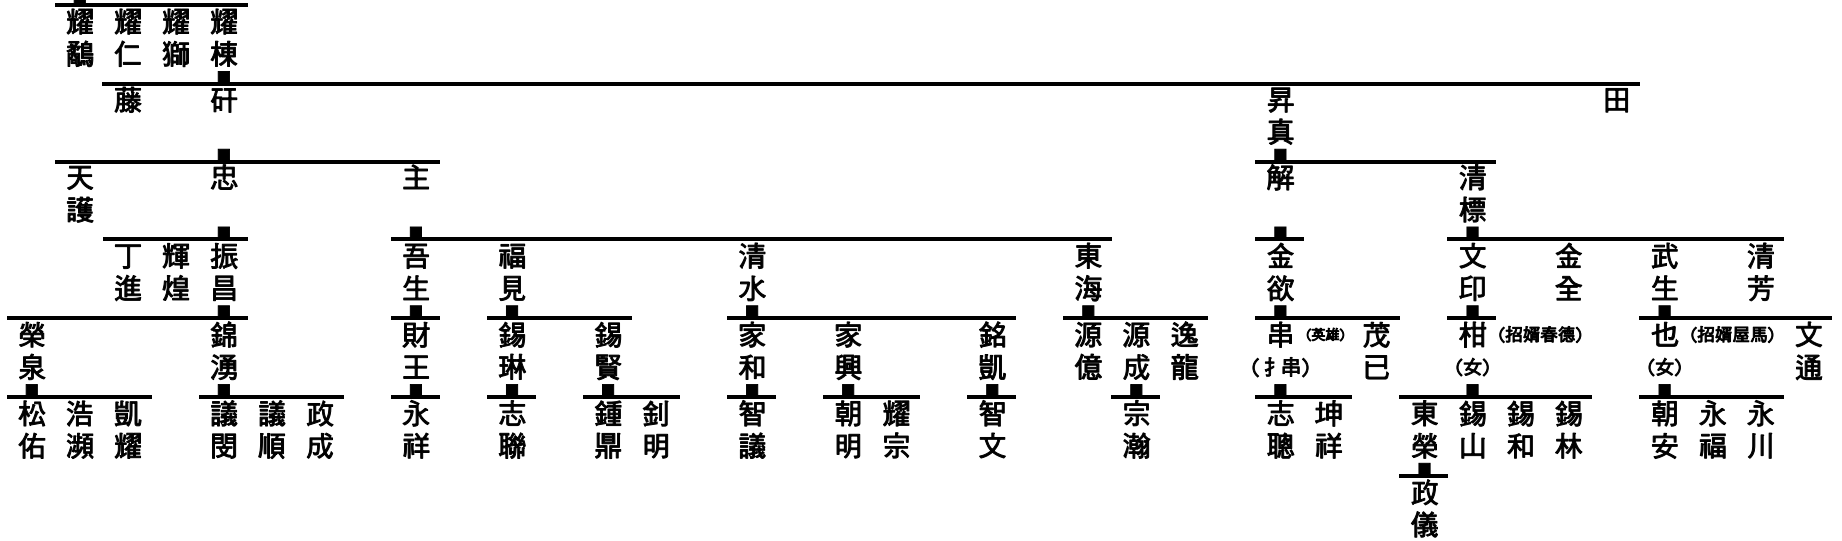 耀鷸 耀仁 耀獅 耀棟
藤 矸 昇真 田
天護 忠 主 解 清標
丁進 輝煌 振昌 吾生 福見 清水 東海 金欲 文印 金全 武生 清芳
榮泉 錦湧 財王 錫琳 錫賢 家和 家興 銘凱 源億 源成 逸龍 串(扌串)(英雄) 茂已 柑(女)(招婿春德) 也(女)(招婿屋馬) 文通
松佑 浩瀕 凱耀 議閔 議順 政成 永祥 志聯 鍾鼎 釗明 智議 朝明 耀宗 智文 宗瀚 志聰 坤祥 東榮 錫山 錫和 錫林 朝安 永福 永川
政儀